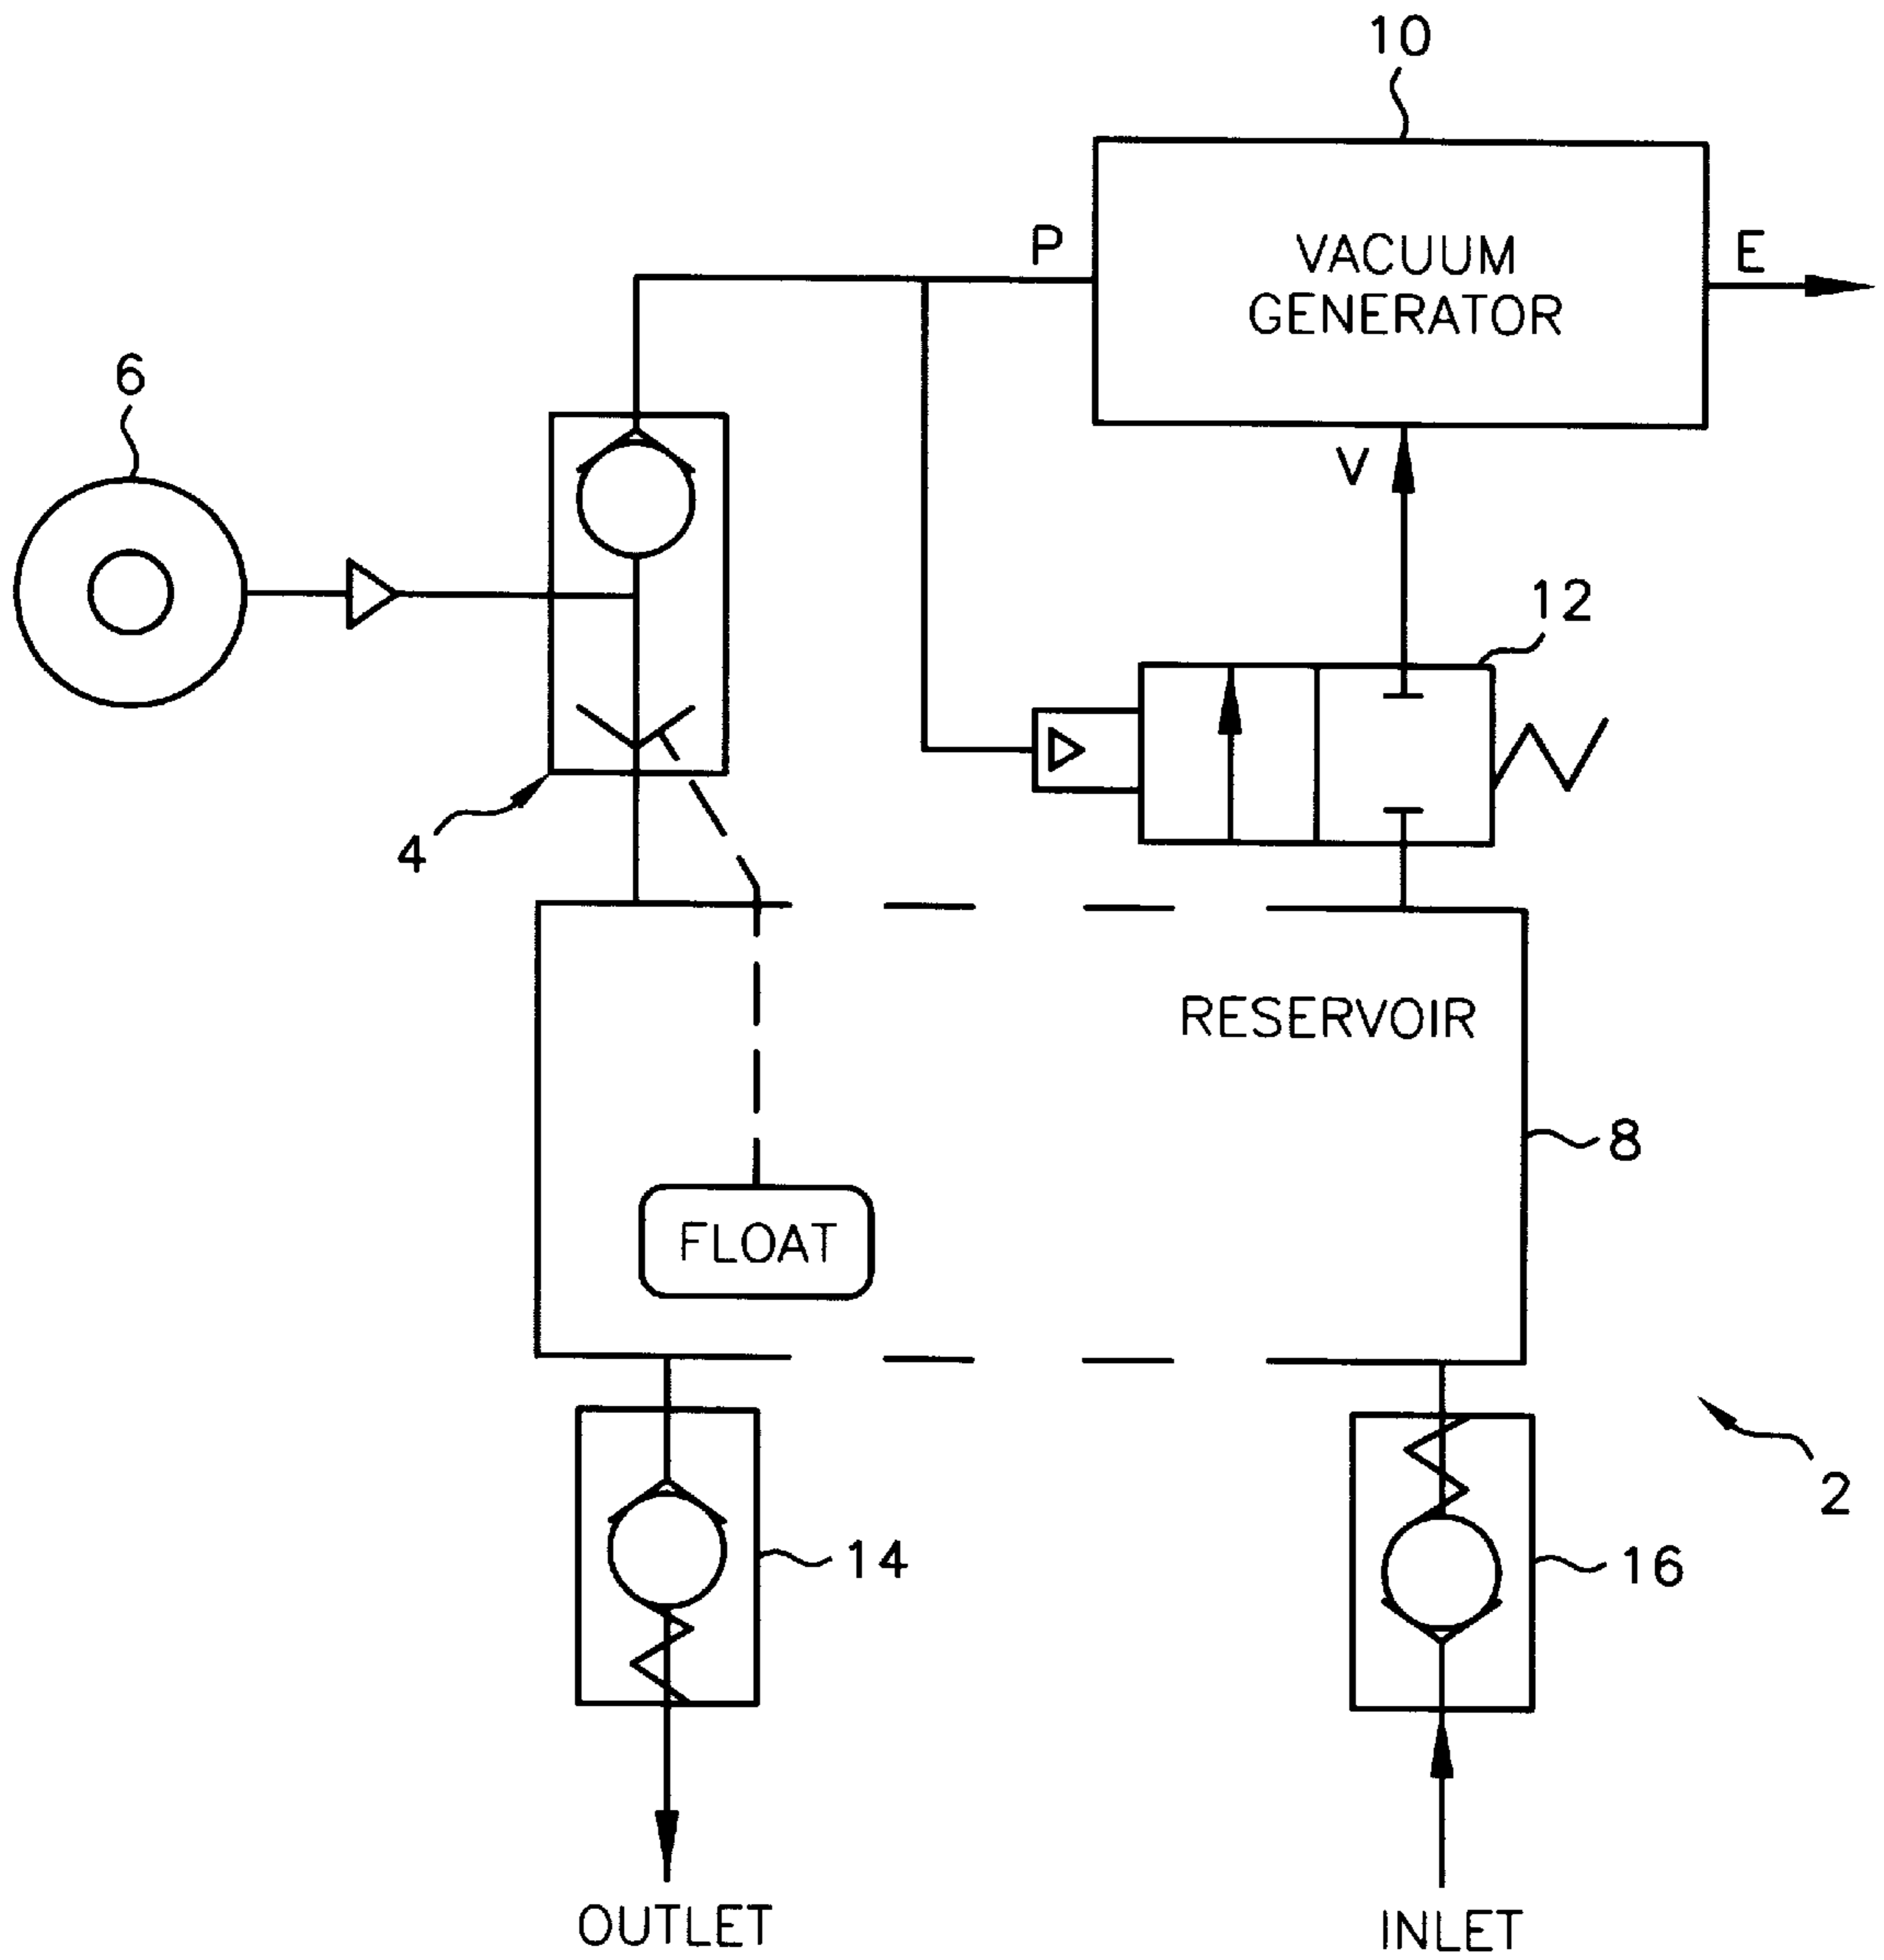 10
P
VACUUM
GENERATOR
E
6
V
12
4
RESERVOIR
8
FLOAT
2
14
16
OUTLET
INLET